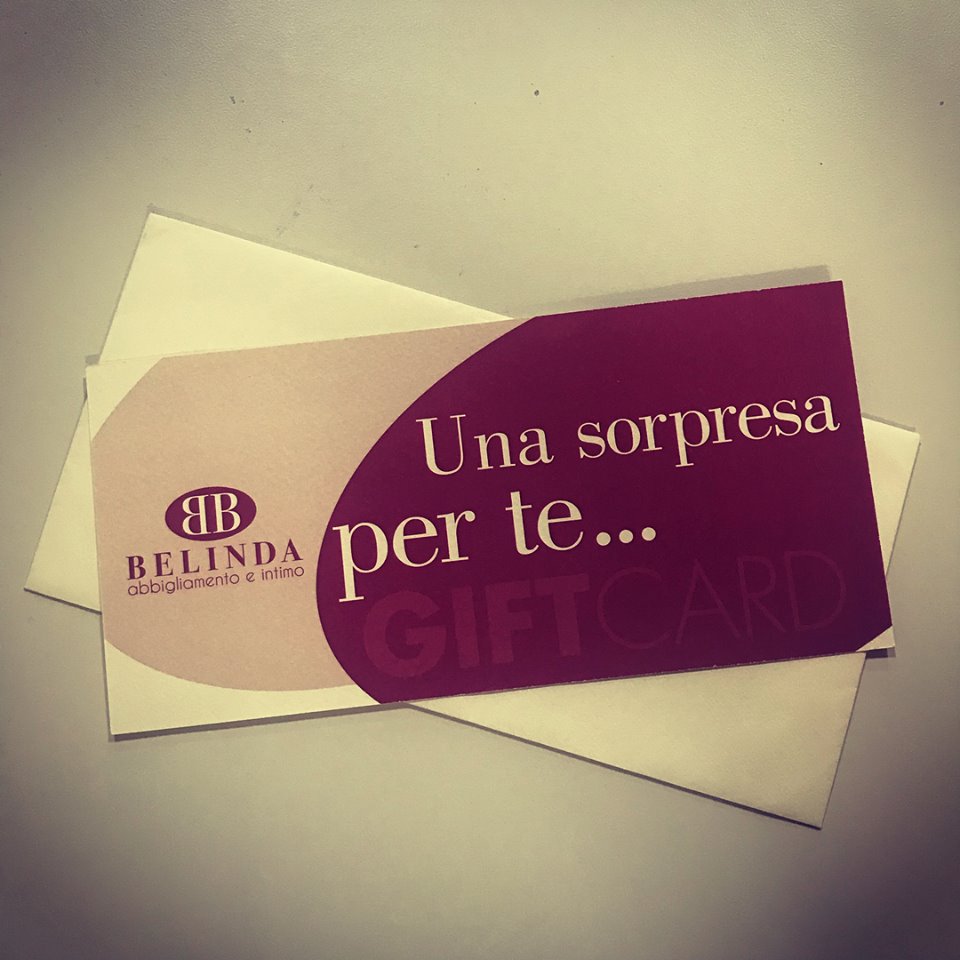 BB
BELINDA
abbigliamento e intimo
Una sorpresa
per te...
GIFTCARD